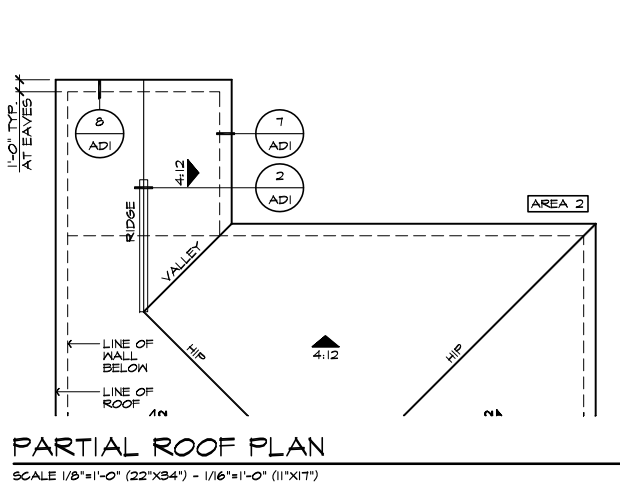 1'-0" TYP.
AT EAVES
8
AD1
7
AD1
2
AD1
4:12
RIDGE
AREA 2
VALLEY
LINE OF
WALL
BELOW
HIP
4:12
HIP
LINE OF
ROOF
PARTIAL ROOF PLAN
SCALE 1/8"=1'-0" (22"X34") - 1/16"=1'-0" (11"X17")